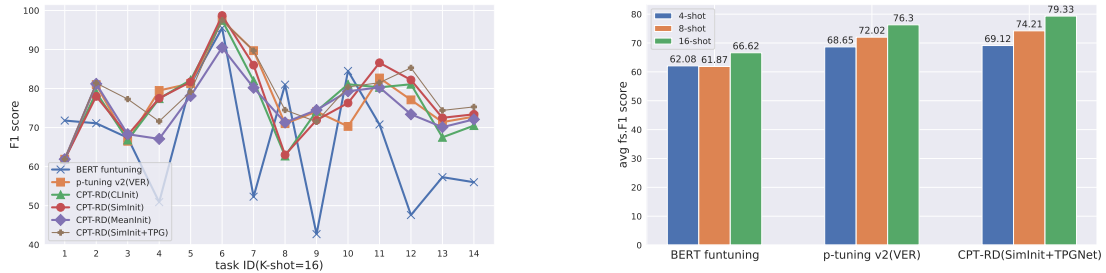 100
90
80
70
60
50
40
F1 score
BERT funtuning
p-tuning v2(VER)
CPT-RD(CLInit)
CPT-RD(SimInit)
CPT-RD(MeanInit)
CPT-RD(SimInit+TPG)
1 2 3 4 5 6 7 8 9 10 11 12 13 14
task ID(K-shot=16)
80
70
60
50
40
30
20
10
0
avg fs.F1 score
4-shot
8-shot
16-shot
62.08 61.87 66.62
68.65 72.02 76.3
69.12 74.21 79.33
BERT funtuning p-tuning v2(VER) CPT-RD(SimInit+TPGNet)